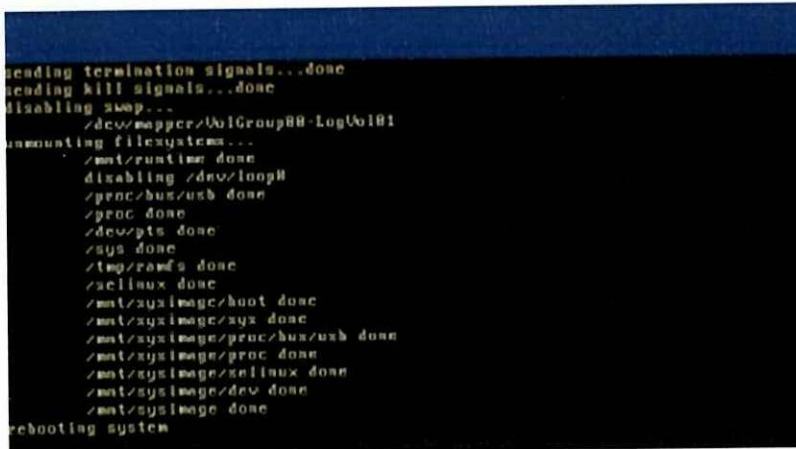 sending termination signals...done
sending kill signals...done
disabling swap...
/dev/mapper/VolGroup00-LogVol01
unmounting filesystems...
/mnt/runtime done
disabling /dev/loop0
/proc/bus/usb done
/proc done
/dev/pts done
/sys done
/tmp/ramfs done
/selinux done
/mnt/sysimage/boot done
/mnt/sysimage/sys done
/mnt/sysimage/proc/bus/usb done
/mnt/sysimage/proc done
/mnt/sysimage/selinux done
/mnt/sysimage/dev done
/mnt/sysimage done
rebooting system